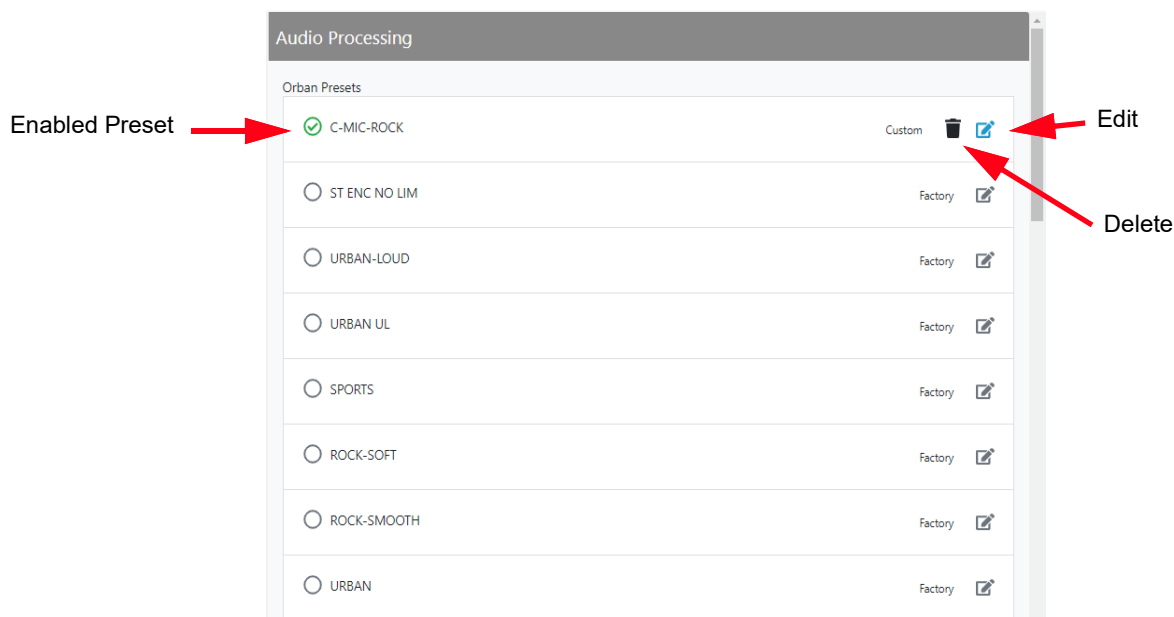 Audio Processing
Orban Presets
Enabled Preset
C-MIC-ROCK
Custom
Edit
ST ENC NO LIM
Factory
Delete
URBAN-LOUD
Factory
URBAN UL
Factory
SPORTS
Factory
ROCK-SOFT
Factory
ROCK-SMOOTH
Factory
URBAN
Factory